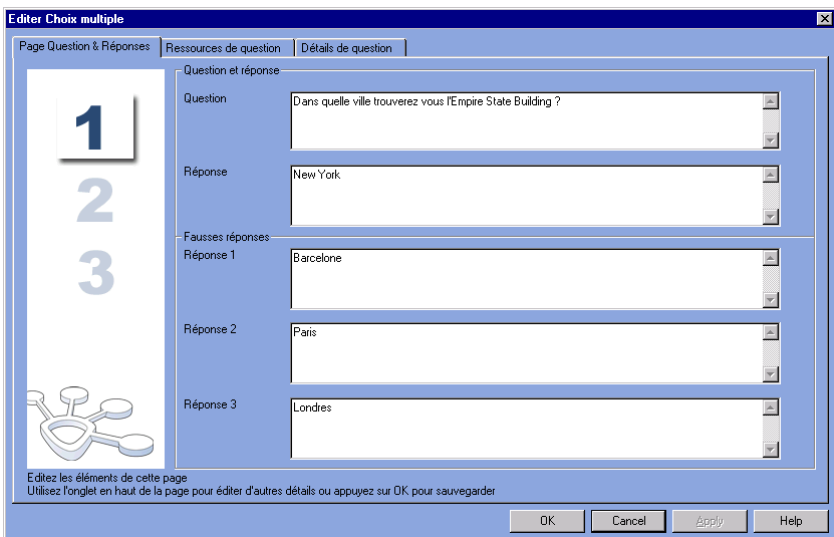 Editer Choix multiple
Page Question & Réponses Ressources de question Détails de question
1
2
3
Question et réponse
Question
Dans quelle ville trouverez vous l'Empire State Building ?
Réponse
New York
Fausses réponses
Réponse 1
Barcelone
Réponse 2
Paris
Réponse 3
Londres
Editez les éléments de cette page
Utilisez l'onglet en haut de la page pour éditer d'autres détails ou appuyez sur OK pour sauvegarder
OK Cancel Apply Help